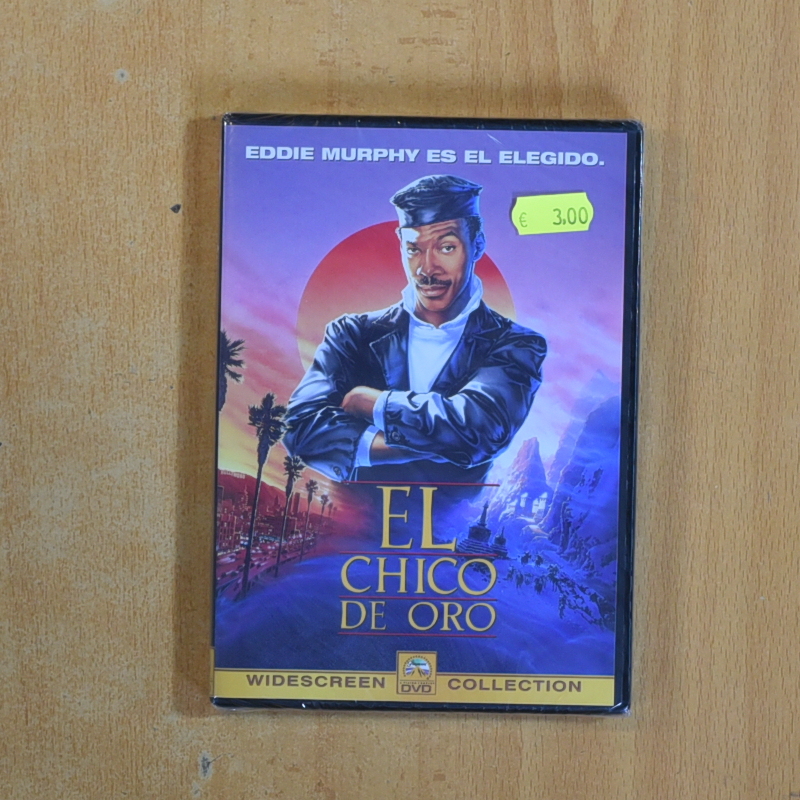 EDDIE MURPHY ES EL ELEGIDO.
€ 3,00
EL
CHICO
DE ORO
WIDESCREEN DVD COLLECTION